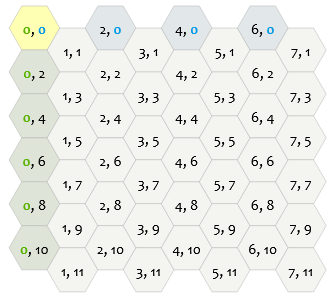 0, 0 2, 0 4, 0 6, 0
1, 1 3, 1 5, 1 7, 1
0, 2 2, 2 4, 2 6, 2
1, 3 3, 3 5, 3 7, 3
0, 4 2, 4 4, 4 6, 4
1, 5 3, 5 5, 5 7, 5
0, 6 2, 6 4, 6 6, 6
1, 7 3, 7 5, 7 7, 7
0, 8 2, 8 4, 8 6, 8
1, 9 3, 9 5, 9 7, 9
0, 10 2, 10 4, 10 6, 10
1, 11 3, 11 5, 11 7, 11